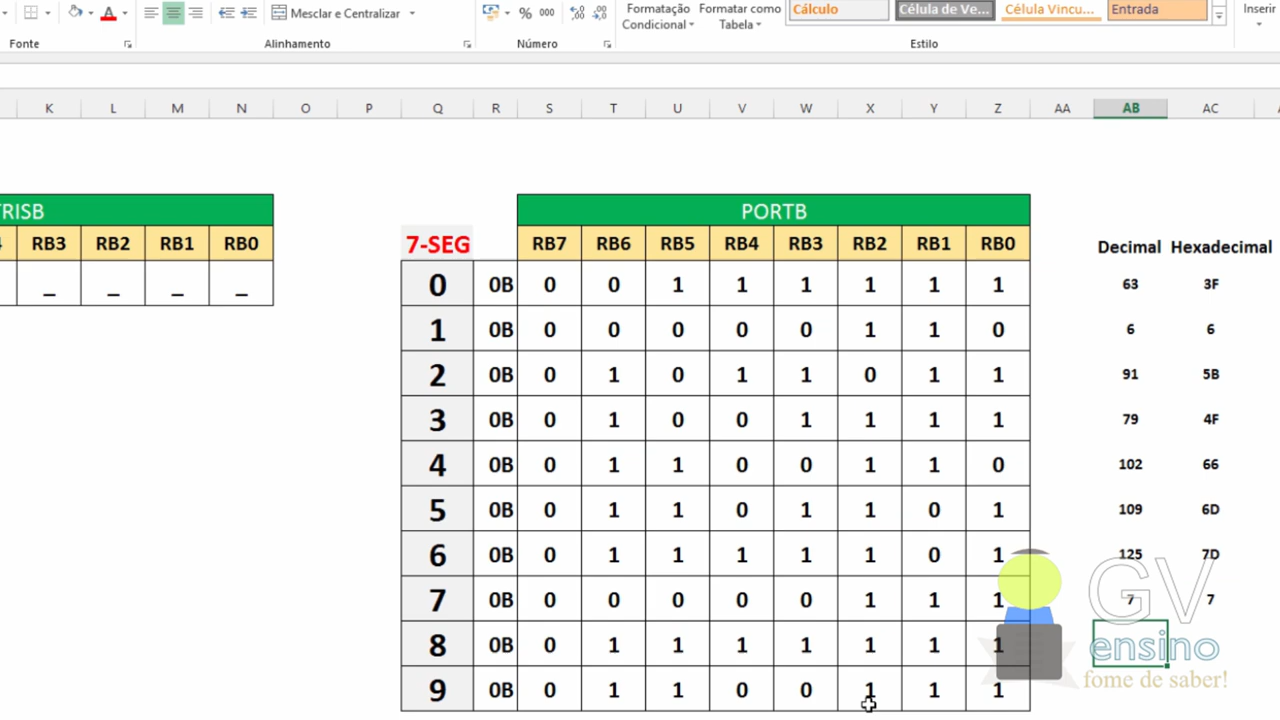 Mesclar e Centralizar
% 000
Formatação Condicional
Formatar como Tabela
Cálculo
Célula de Ve...
Célula Vincu...
Entrada
Inserir
Fonte
Alinhamento
Número
Estilo
K L M N O P Q R S T U V W X Y Z AA AB AC
RISB
RB3 RB2 RB1 RB0
_ _ _ _
PORTB
7-SEG RB7 RB6 RB5 RB4 RB3 RB2 RB1 RB0 Decimal Hexadecimal
0 0B 0 0 1 1 1 1 1 1 63 3F
1 0B 0 0 0 0 0 1 1 0 6 6
2 0B 0 1 0 1 1 0 1 1 91 5B
3 0B 0 1 0 0 1 1 1 1 79 4F
4 0B 0 1 1 0 0 1 1 0 102 66
5 0B 0 1 1 0 1 1 0 1 109 6D
6 0B 0 1 1 1 1 1 0 1 125 7D
7 0B 0 0 0 0 0 1 1 1 7 7
8 0B 0 1 1 1 1 1 1 1
9 0B 0 1 1 0 0 1 1 1
GV
ensino
fome de saber!